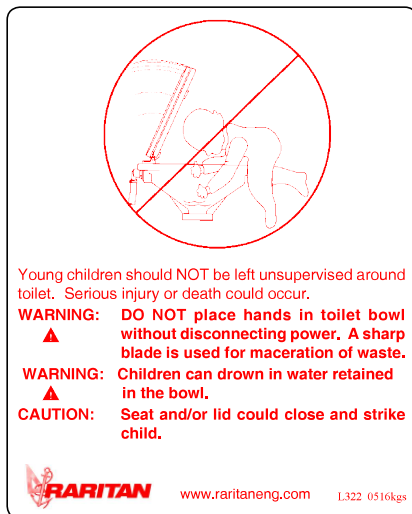 Young children should NOT be left unsupervised around
toilet. Serious injury or death could occur.
WARNING: DO NOT place hands in toilet bowl
without disconnecting power. A sharp
blade is used for maceration of waste.
WARNING: Children can drown in water retained
in the bowl.
CAUTION: Seat and/or lid could close and strike
child.
RARITAN www.raritaneng.com L322 0516kgs